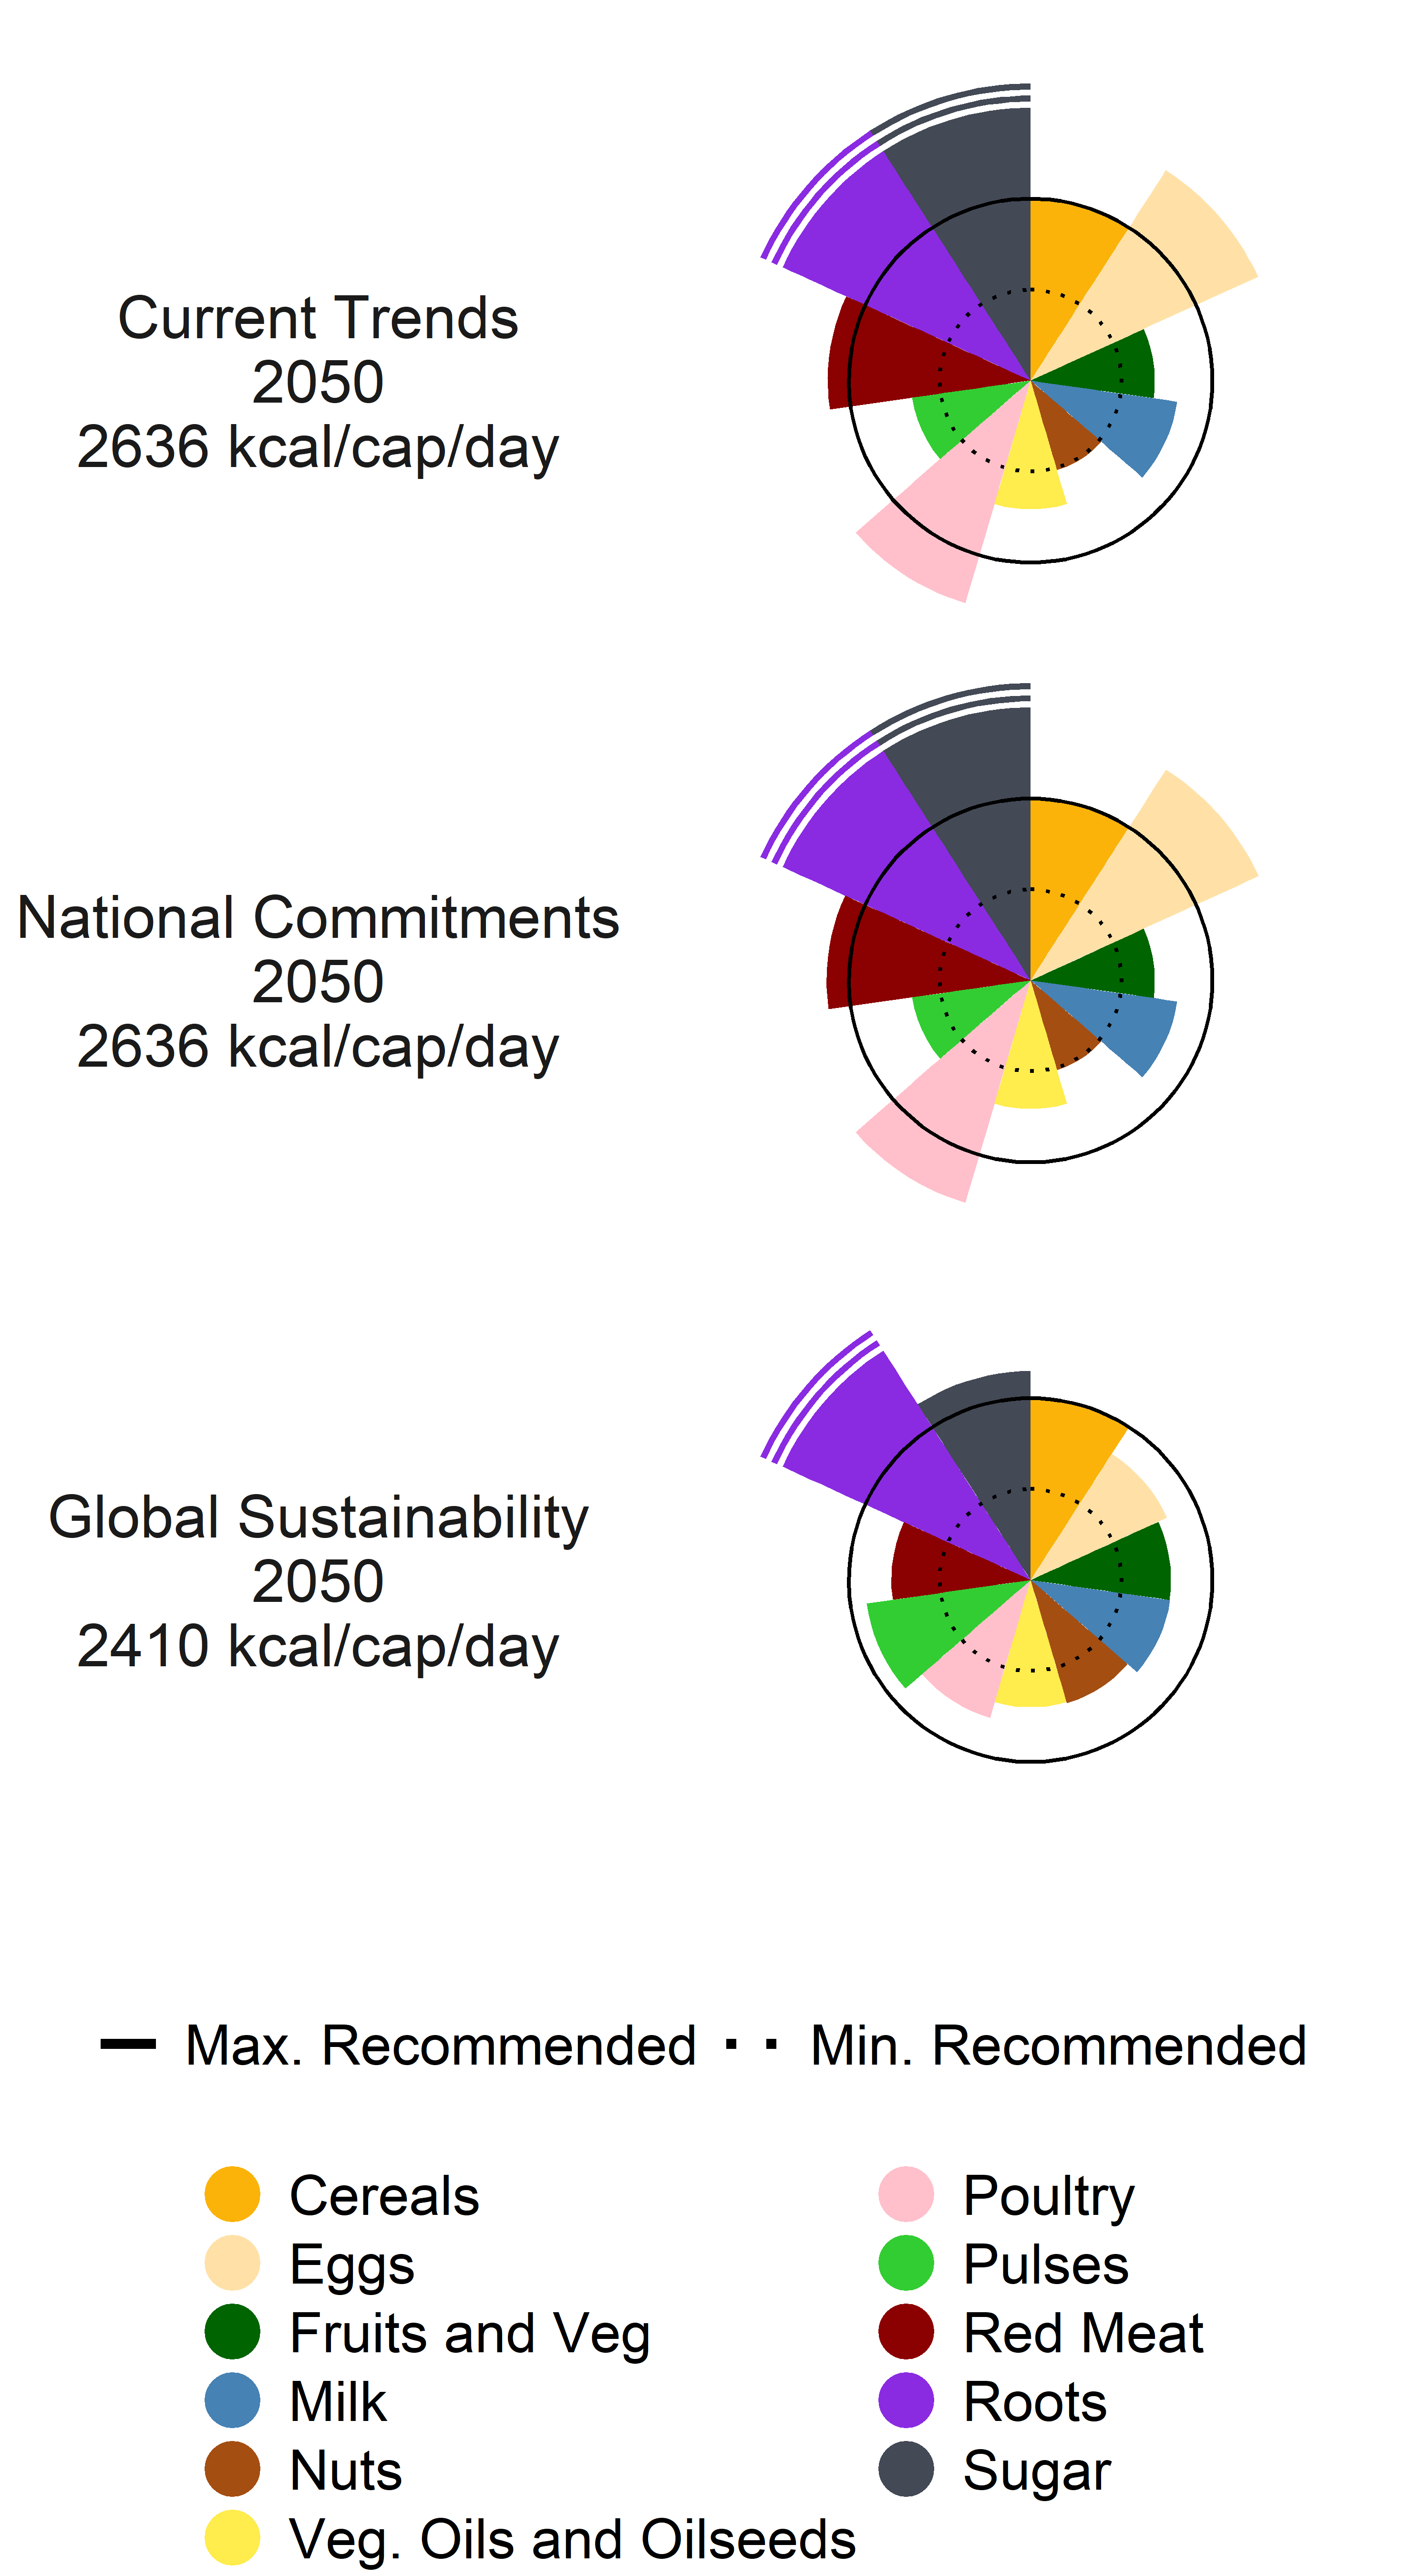 Current Trends
2050
2636 kcal/cap/day
National Commitments
2050
2636 kcal/cap/day
Global Sustainability
2050
2410 kcal/cap/day
Max. Recommended Min. Recommended
Cereals
Eggs
Fruits and Veg
Milk
Nuts
Veg. Oils and Oilseeds
Poultry
Pulses
Red Meat
Roots
Sugar